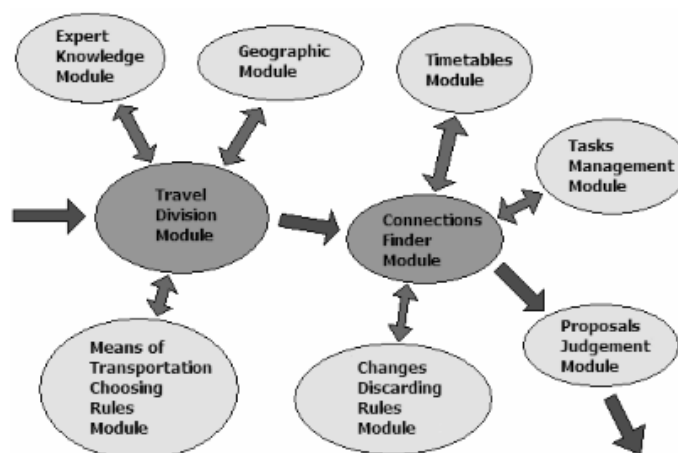 Expert
Knowledge
Module
Geographic
Module
Timetables
Module
Tasks
Management
Module
Travel
Division
Module
Connections
Finder
Module
Means of
Transportation
Choosing
Rules
Module
Changes
Discarding
Rules
Module
Proposals
Judgement
Module